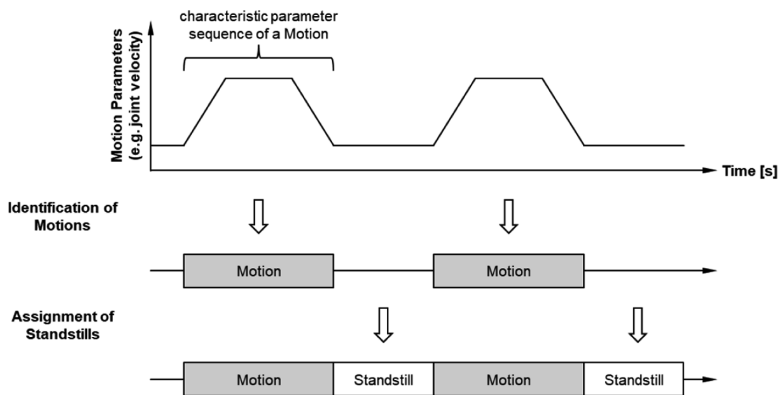 characteristic parameter
sequence of a Motion
Motion Parameters
(e.g. joint velocity)
Time [s]
Identification of
Motions
Motion
Motion
Assignment of
Standstills
Motion
Standstill
Motion
Standstill